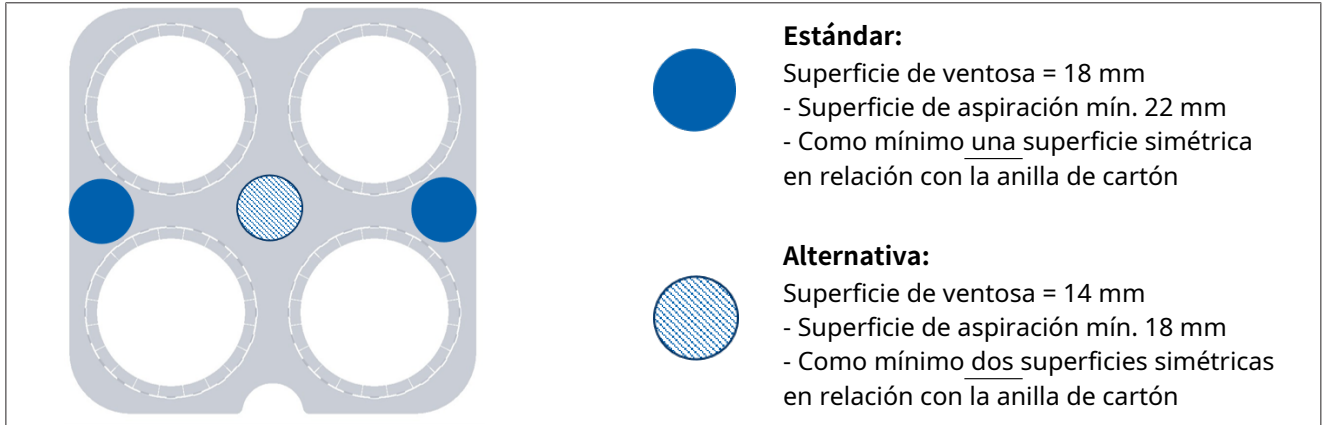 Estándar:
Superficie de ventosa = 18 mm
- Superficie de aspiración mín. 22 mm
- Como mínimo una superficie simétrica
en relación con la anilla de cartón
Alternativa:
Superficie de ventosa = 14 mm
- Superficie de aspiración mín. 18 mm
- Como mínimo dos superficies simétricas
en relación con la anilla de cartón